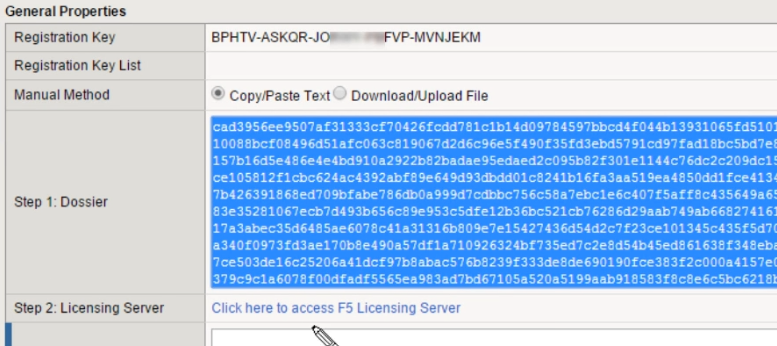 General Properties
Registration Key BPHTV-ASKQR-JO FVP-MVNJEKM
Registration Key List
Manual Method Copy/Paste Text Download/Upload File
Step 1: Dossier
cad3956ee9507af31333cf70426fcdd781c1b14d09784597bbcd4f044b13931065fd5101
10088bcf08496d51afc063c819067d2d6c96e5f490f35fd3ebd5791cd97fad18bc5bd7e8
157b16d5e486e4e4bd910a2922b82badae95edaed2c095b82f301e1144c76dc2c209dc15
ce105812f1cbc624ac4392abf89e649d93dbdd01c8241b16fa3aa519ea4850dd1fce4134
7b426391868ed709bfabe786db0a999d7cdbbc756c58a7ebc1e6c407f5aff8c435649a65
83e35281067ecb7d493b656c89e953c5dfe12b36bc521cb76286d29aab749ab668274167
17a3abec35d6485ae6078c41a31316b809e7e15427436d54d2c7f23ce101345c435f5d70
a340f0973fd3ae170b8e490a57df1a710926324bf735ed7c2e8d54b45ed861638f348eba
7ce503de16c25206a41dcf97b8abac576b8239f333de8de690190fce383f2c000a4157e0
379c9c1a6078f00dfadf5565ea983ad7bd67105a520a5199aab918583f8c8e6c5bc6218b
Step 2: Licensing Server Click here to access F5 Licensing Server